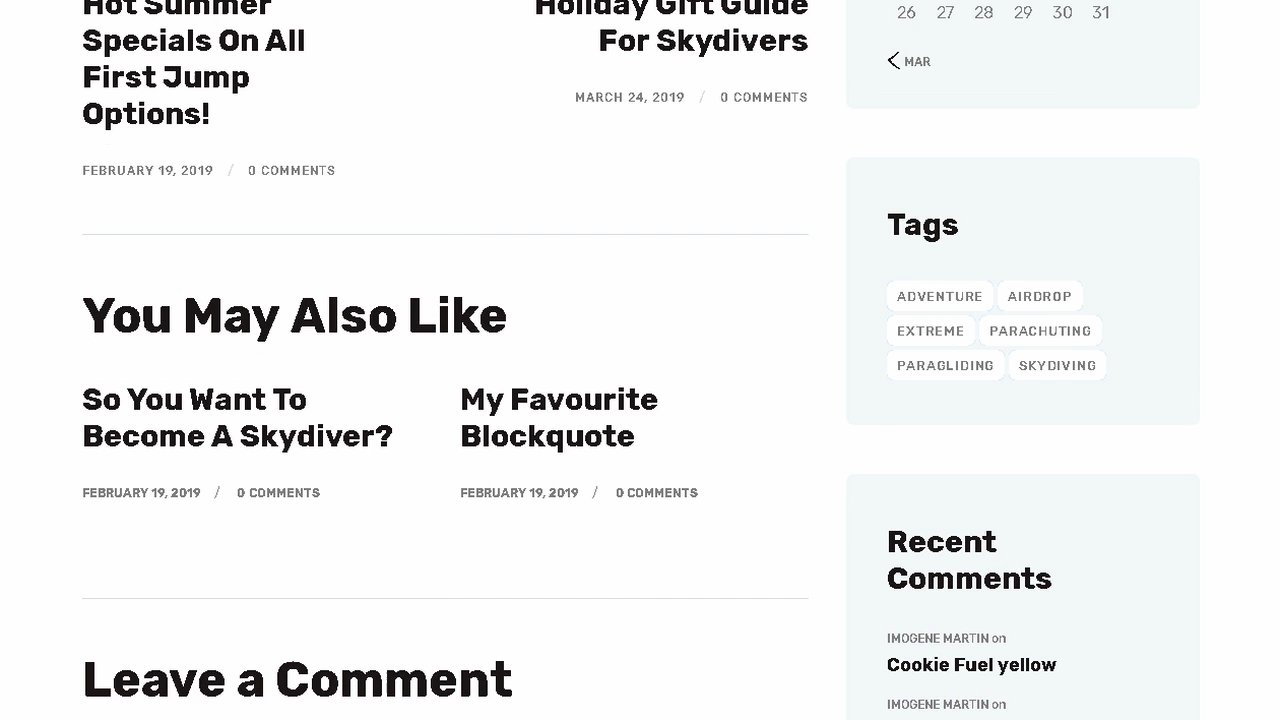 Hot Summer
Specials On All
First Jump
Options!
FEBRUARY 19, 2019 / 0 COMMENTS
Holiday Gift Guide
For Skydivers
MARCH 24, 2019 / 0 COMMENTS
You May Also Like
So You Want To
Become A Skydiver?
FEBRUARY 19, 2019 / 0 COMMENTS
My Favourite
Blockquote
FEBRUARY 19, 2019 / 0 COMMENTS
Leave a Comment
26 27 28 29 30 31
MAR
Tags
ADVENTURE AIRDROP
EXTREME PARACHUTING
PARAGLIDING SKYDIVING
Recent
Comments
IMOGENE MARTIN on
Cookie Fuel yellow
IMOGENE MARTIN on